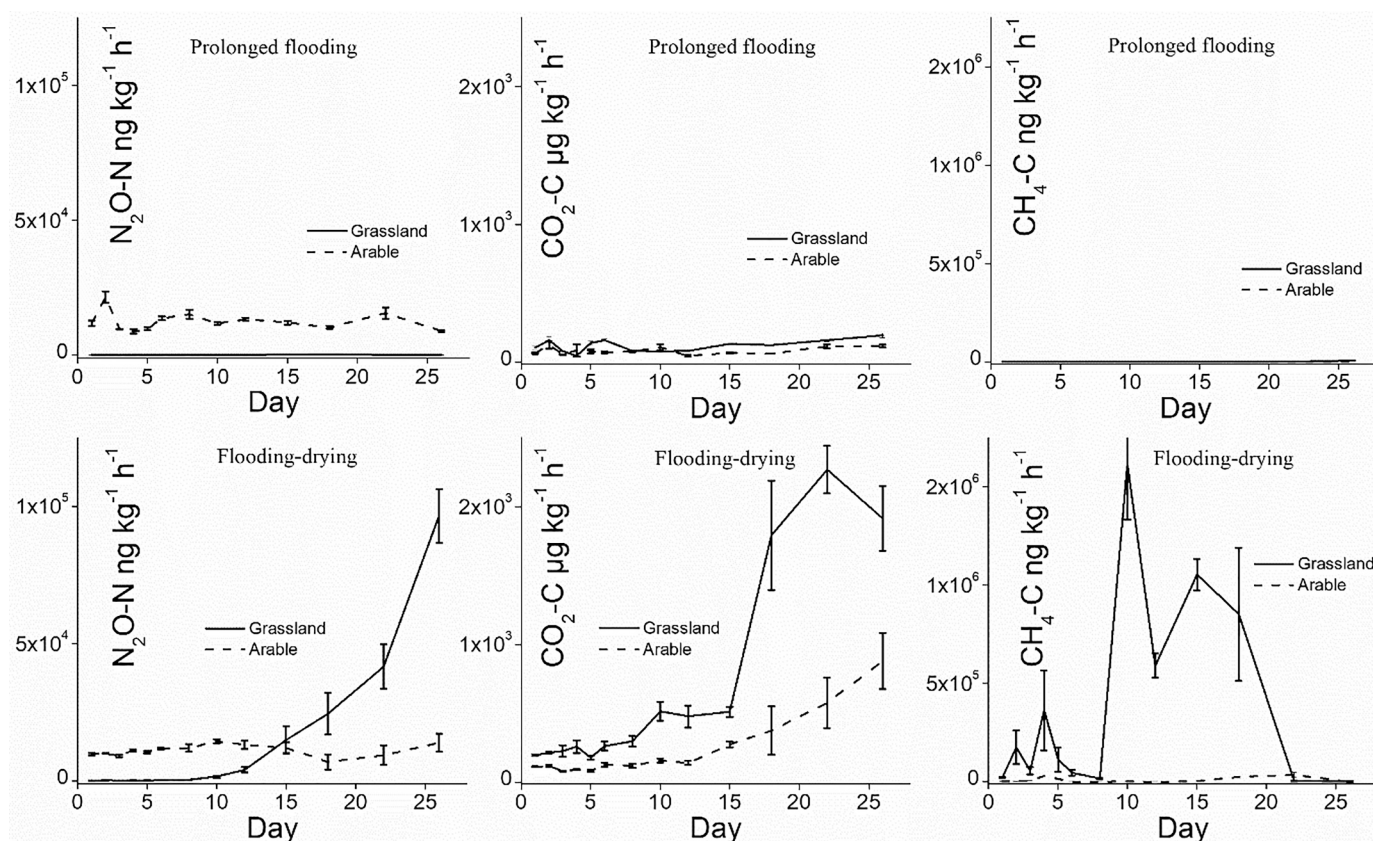 Prolonged flooding
N2O-N ng kg-1 h-1
1x10^5
5x10^4
0
Grassland
Arable
0 5 10 15 20 25
Day
Prolonged flooding
CO2-C µg kg-1 h-1
2x10^3
1x10^3
0
Grassland
Arable
0 5 10 15 20 25
Day
Prolonged flooding
CH4-C ng kg-1 h-1
2x10^6
1x10^6
5x10^5
0
Grassland
Arable
0 5 10 15 20 25
Day
Flooding-drying
N2O-N ng kg-1 h-1
1x10^5
5x10^4
0
Grassland
Arable
0 5 10 15 20 25
Day
Flooding-drying
CO2-C µg kg-1 h-1
2x10^3
1x10^3
0
Grassland
Arable
0 5 10 15 20 25
Day
Flooding-drying
CH4-C ng kg-1 h-1
2x10^6
1x10^6
5x10^5
0
Grassland
Arable
0 5 10 15 20 25
Day